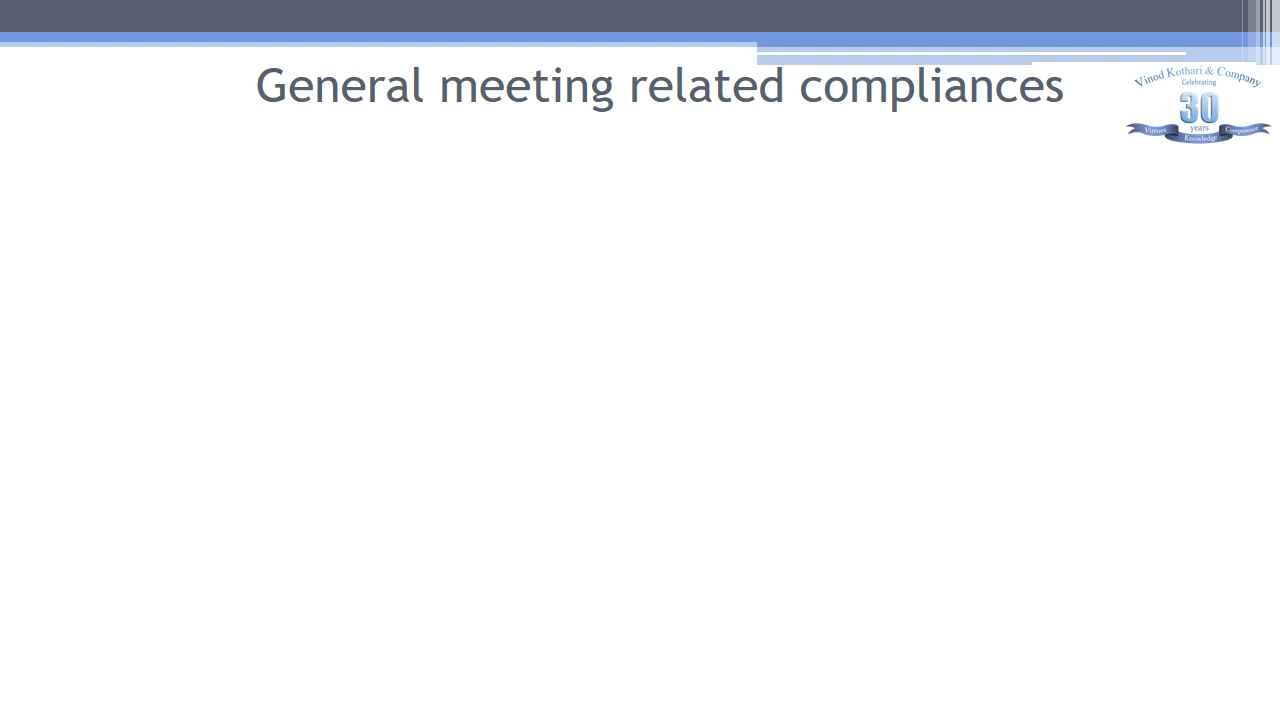 General meeting related compliances
Vinod Kothari & Company
Celebrating
30
years
Virtues
Knowledge
Competence